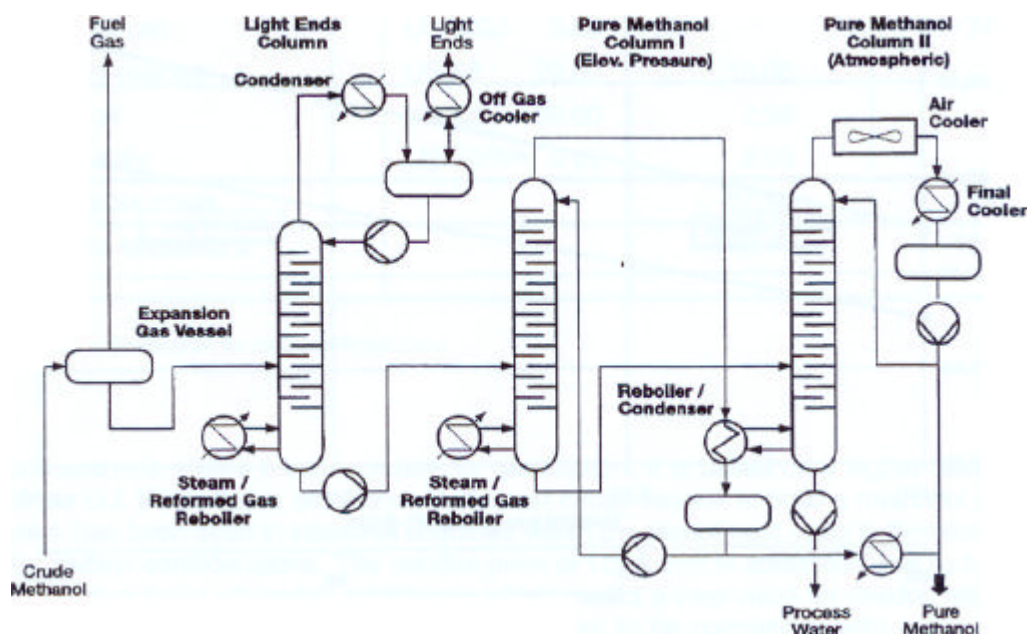 Fuel
Gas
Light Ends
Column
Light
Ends
Pure Methanol
Column I
(Elev. Pressure)
Pure Methanol
Column II
(Atmospheric)
Condenser
Off Gas
Cooler
Air
Cooler
Final
Cooler
Expansion
Gas Vessel
Reboiler /
Condenser
Steam /
Reformed Gas
Reboiler
Steam /
Reformed Gas
Reboiler
Crude
Methanol
Process
Water
Pure
Methanol